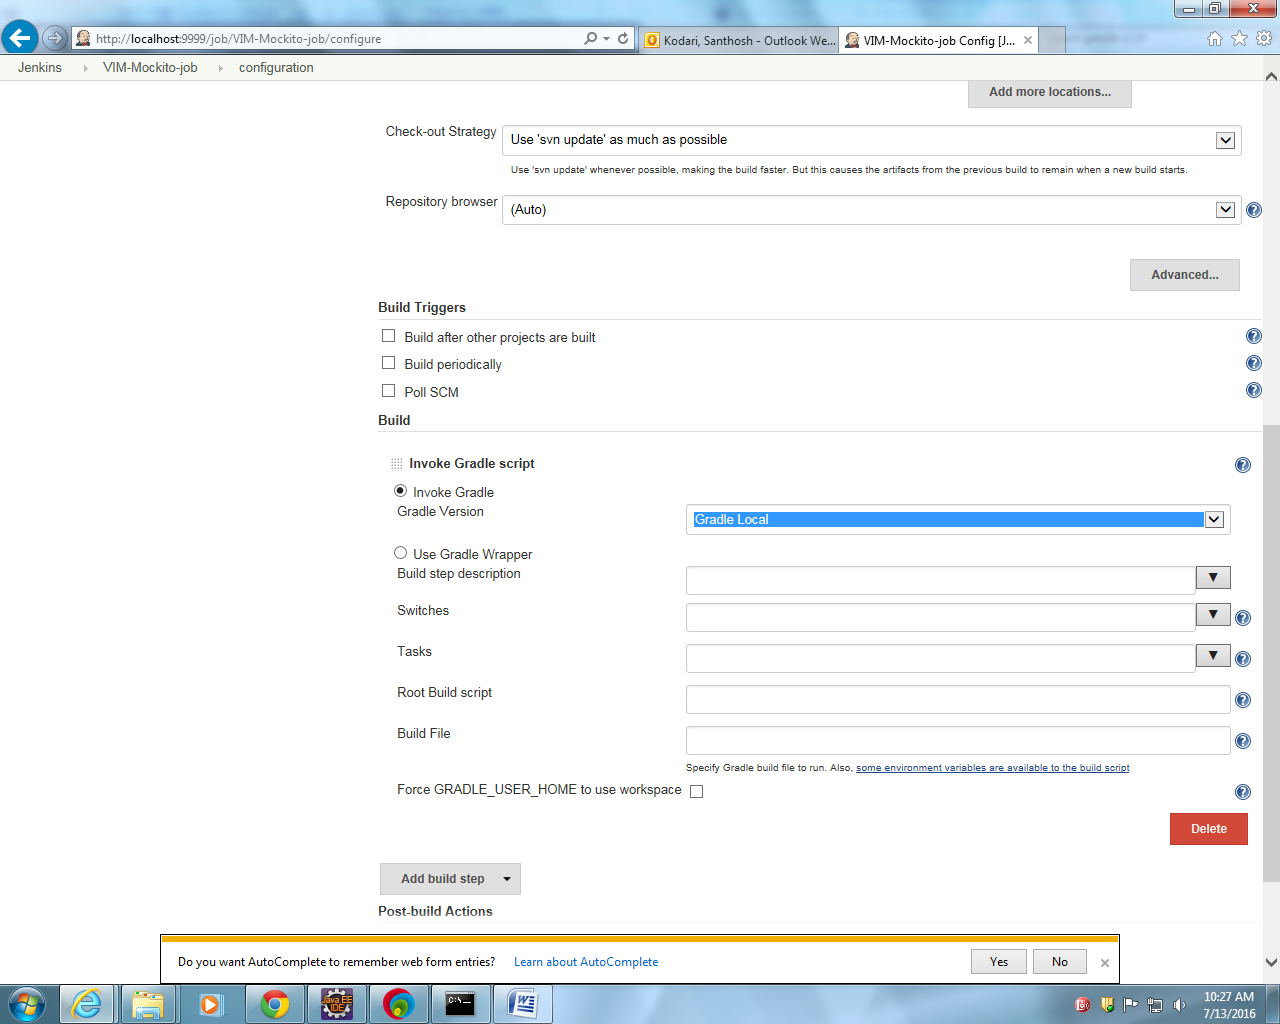 http://localhost:9999/job/VIM-Mockito-job/configure
Kodari, Santhosh - Outlook We...
VIM-Mockito-job Config [J...
Jenkins
VIM-Mockito-job
configuration
Add more locations...
Check-out Strategy
Use 'svn update' as much as possible
Use 'svn update' whenever possible, making the build faster. But this causes the artifacts from the previous build to remain when a new build starts.
Repository browser
(Auto)
Advanced...
Build Triggers
Build after other projects are built
Build periodically
Poll SCM
Build
Invoke Gradle script
Invoke Gradle
Gradle Version
Gradle Local
Use Gradle Wrapper
Build step description
Switches
Tasks
Root Build script
Build File
Specify Gradle build file to run. Also, some environment variables are available to the build script
Force GRADLE_USER_HOME to use workspace
Delete
Add build step
Post-build Actions
Do you want AutoComplete to remember web form entries?
Learn about AutoComplete
Yes
No
Java EE
IDE
C:\.
10:27 AM
7/13/2016